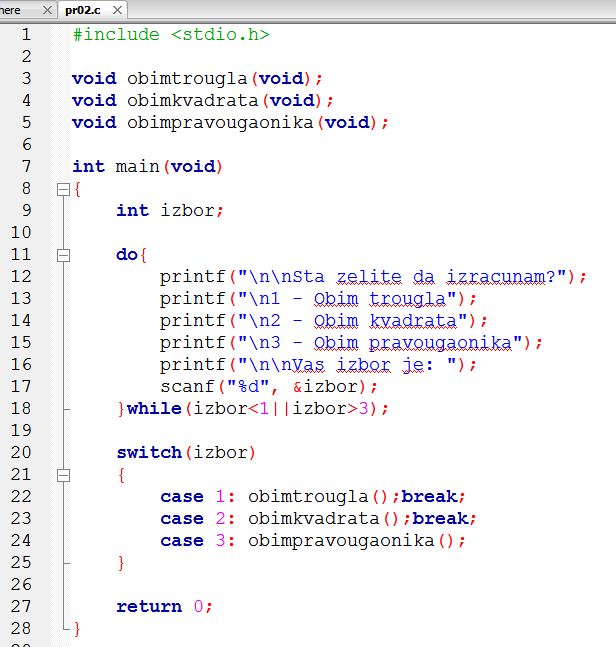 here × pr02.c ×
1 #include <stdio.h>
2
3 void obimtrougla(void);
4 void obimkvadrata(void);
5 void obimpravougaonika(void);
6
7 int main(void)
8 {
9     int izbor;
10
11     do{
12         printf("\n\nSta zelite da izracunam?");
13         printf("\n1 - Obim trougla");
14         printf("\n2 - Obim kvadrata");
15         printf("\n3 - Obim pravougaonika");
16         printf("\n\nVas izbor je: ");
17         scanf("%d", &izbor);
18     }while(izbor<1||izbor>3);
19
20     switch(izbor)
21     {
22         case 1: obimtrougla();break;
23         case 2: obimkvadrata();break;
24         case 3: obimpravougaonika();
25     }
26
27     return 0;
28 }